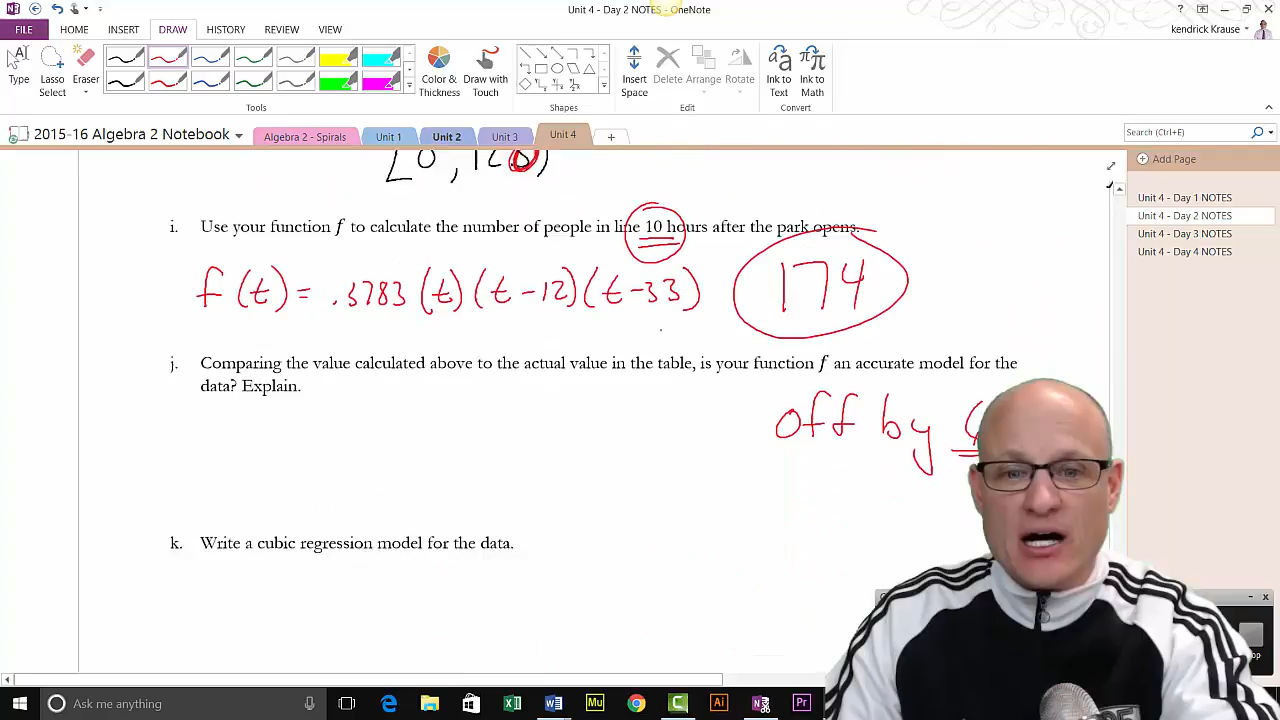 Unit 4 - Day 2 NOTES - OneNote
FILE HOME INSERT DRAW HISTORY REVIEW VIEW
kendrick Krause
Type
Lasso Select
Eraser
Color & Thickness
Draw with Touch
Insert Space
Delete
Arrange
Rotate
Ink to Text
Ink to Math
Tools
Shapes
Edit
Convert
2015-16 Algebra 2 Notebook
Algebra 2 - Spirals
Unit 1
Unit 2
Unit 3
Unit 4
Search (Ctrl+E)
Add Page
Unit 4 - Day 1 NOTES
Unit 4 - Day 2 NOTES
Unit 4 - Day 3 NOTES
Unit 4 - Day 4 NOTES
i. Use your function f to calculate the number of people in line 10 hours after the park opens.
f(t) = .3783(t)(t-12)(t-33)
174
j. Comparing the value calculated above to the actual value in the table, is your function f an accurate model for the
data? Explain.
off by
k. Write a cubic regression model for the data.
Ask me anything